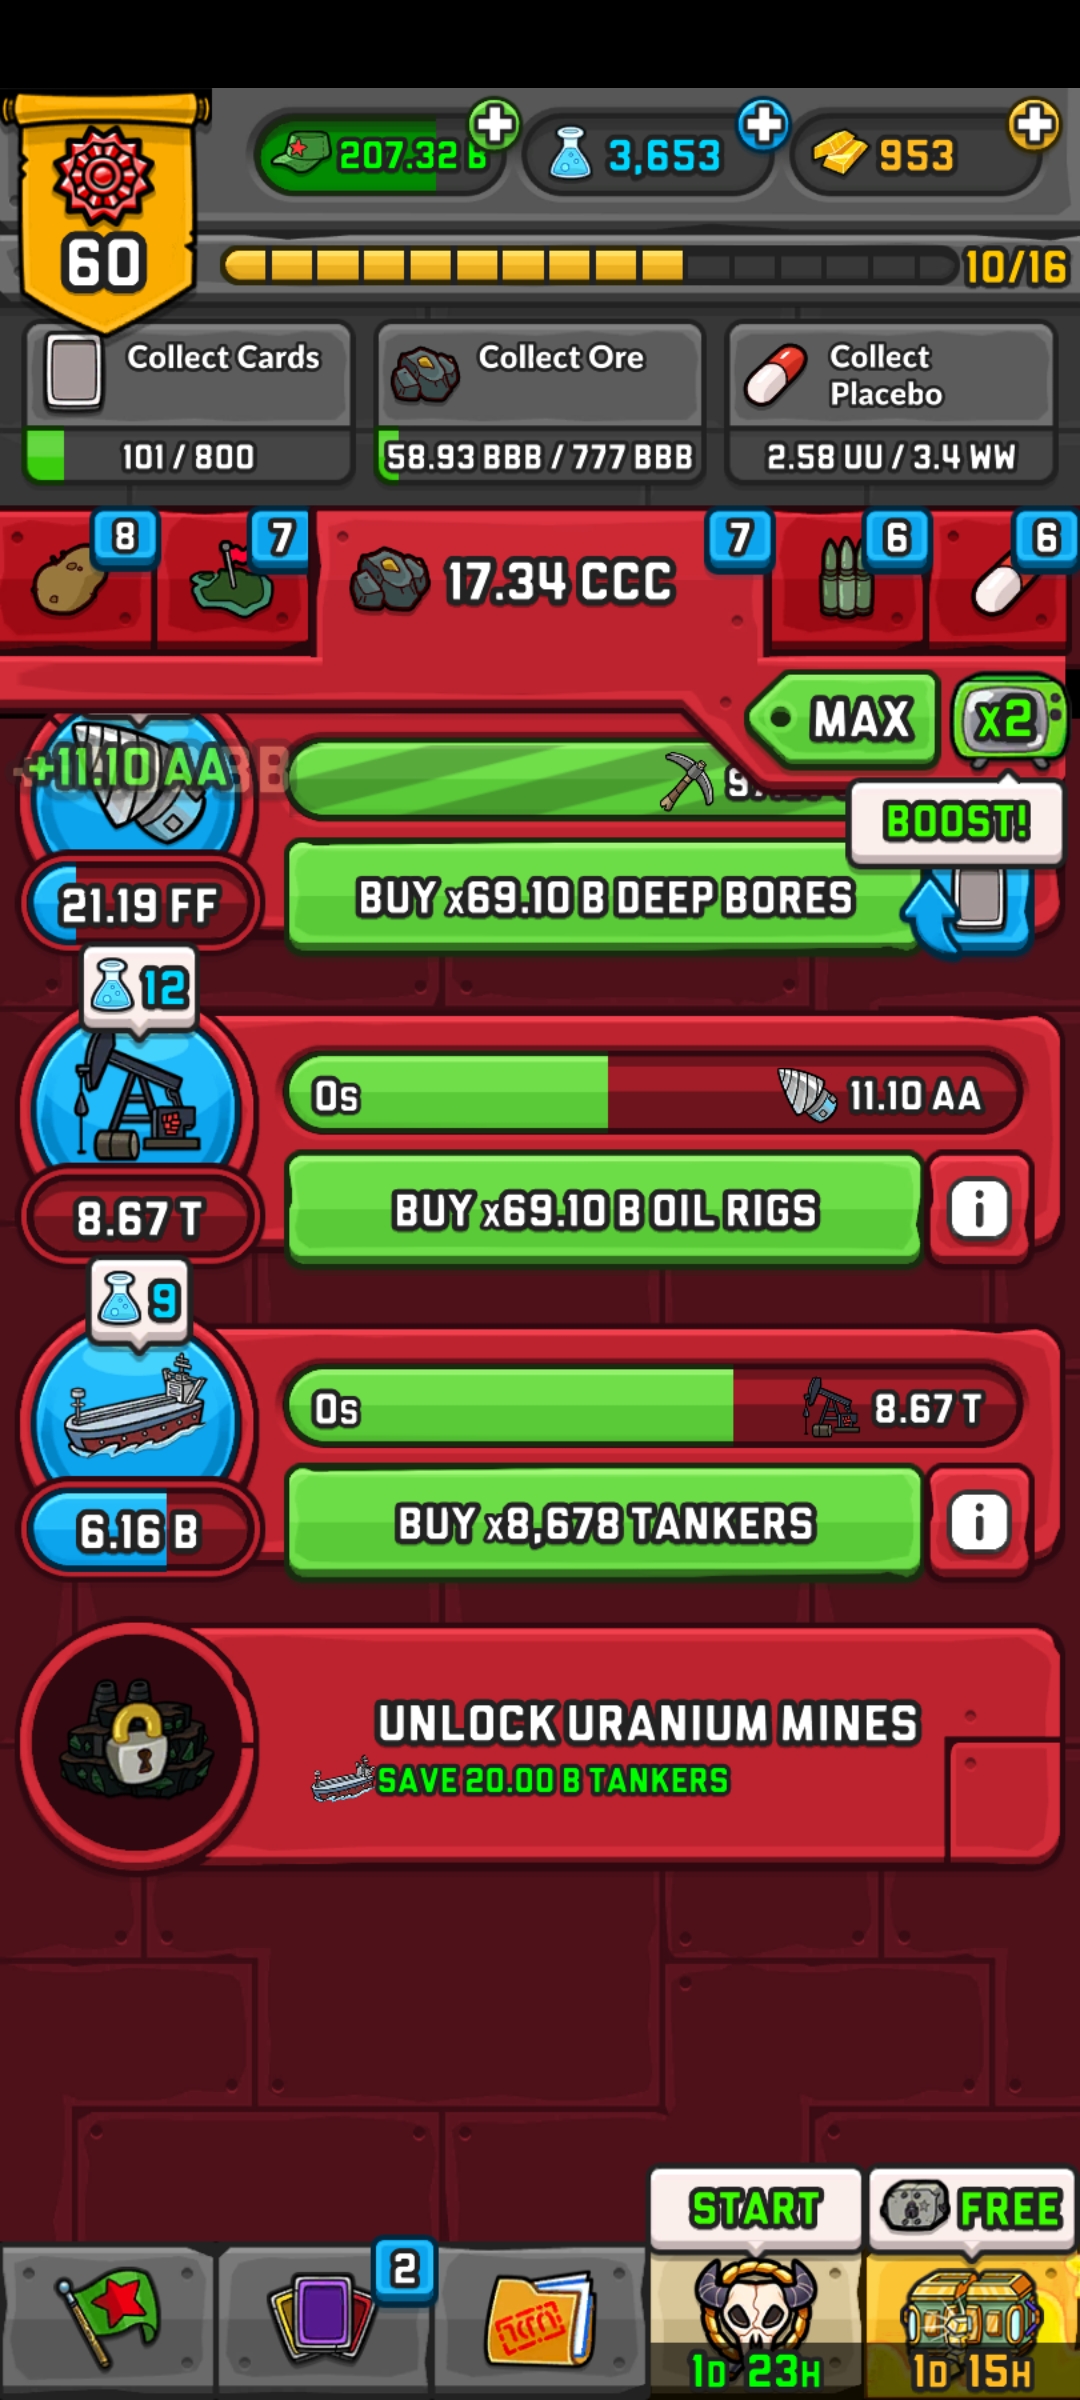 207.32 B
3,653
953
60
10/16
Collect Cards
101 / 800
Collect Ore
58.93 BBB / 777 BBB
Collect
Placebo
2.58 UU / 3.4 WW
8
7
17.34 CCC
7
6
6
MAX
x2
+11.10 AA
BOOST!
21.19 FF
BUY x69.10 B DEEP BORES
12
0s
11.10 AA
8.67 T
BUY x69.10 B OIL RIGS
i
9
0s
8.67 T
6.16 B
BUY x8,678 TANKERS
i
UNLOCK URANIUM MINES
SAVE 20.00 B TANKERS
START
FREE
2
1D 23H
1D 15H